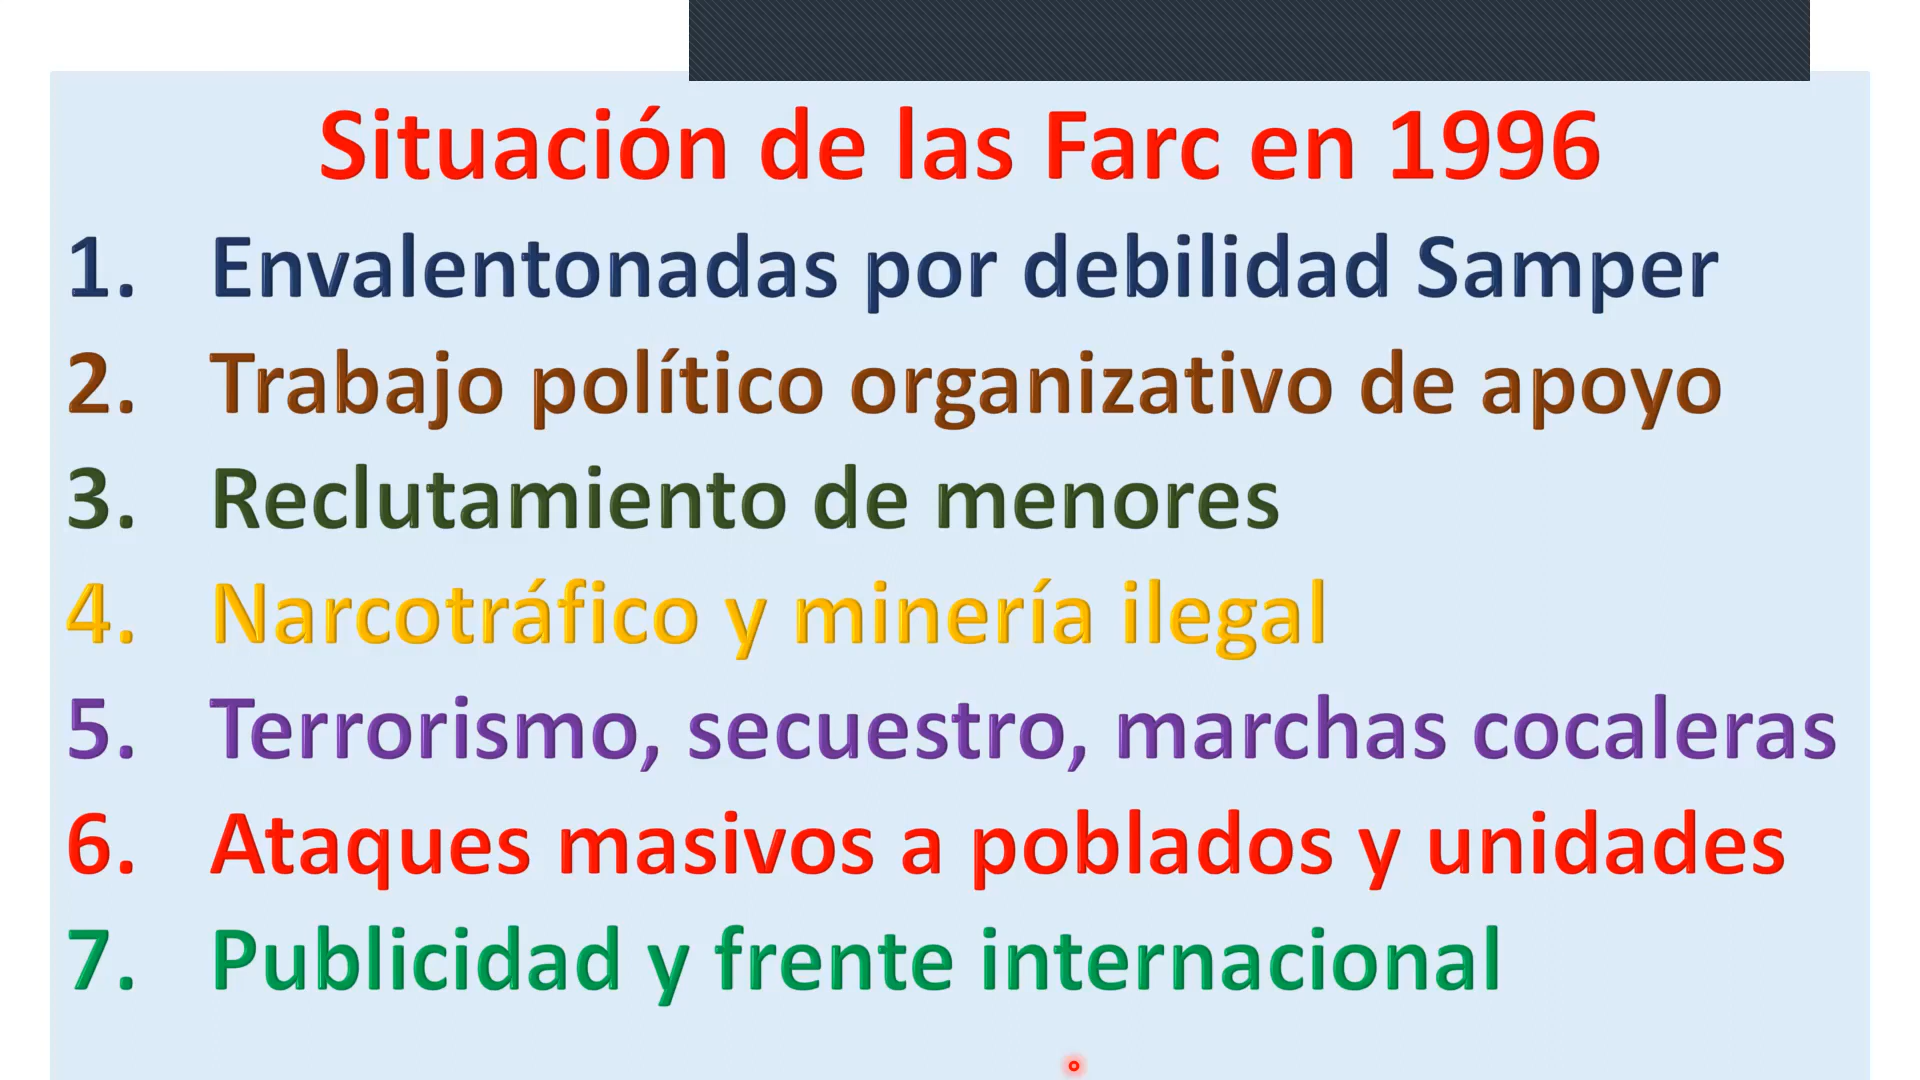 Situación de las Farc en 1996
1. Envalentonadas por debilidad Samper
2. Trabajo político organizativo de apoyo
3. Reclutamiento de menores
4. Narcotráfico y minería ilegal
5. Terrorismo, secuestro, marchas cocaleras
6. Ataques masivos a poblados y unidades
7. Publicidad y frente internacional